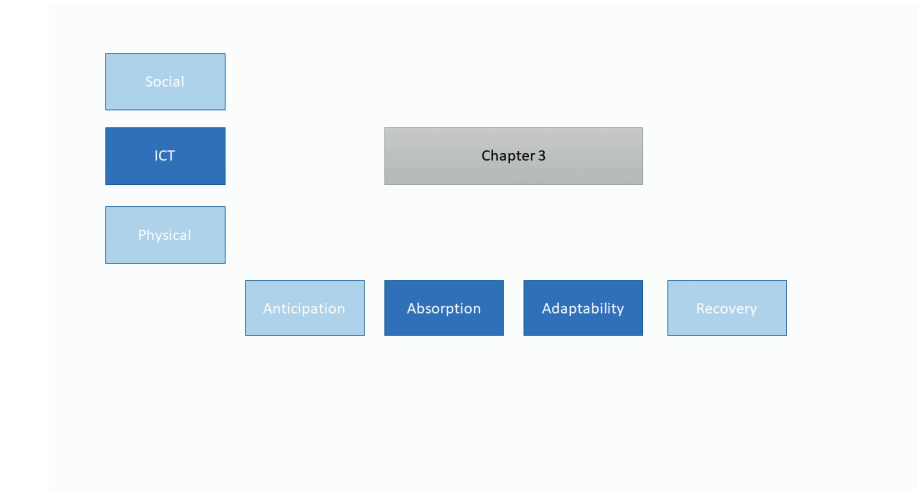 Social
ICT
Chapter 3
Physical
Anticipation
Absorption
Adaptability
Recovery